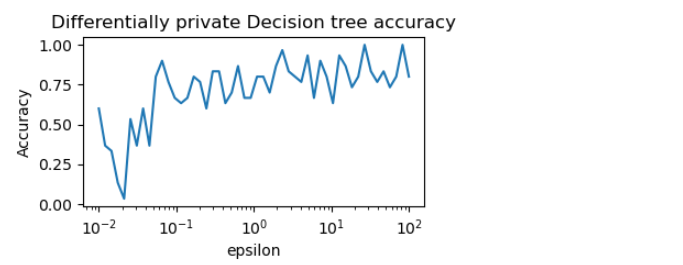 Differentially private Decision tree accuracy
1.00
0.75
0.50
0.25
0.00
Accuracy
10⁻² 10⁻¹ 10⁰ 10¹ 10²
epsilon